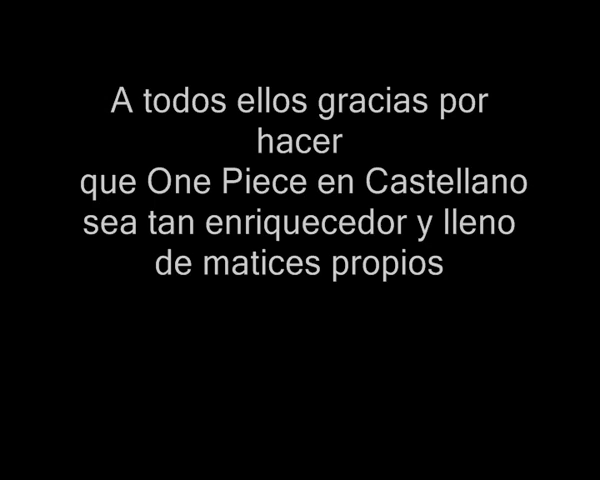 A todos ellos gracias por
hacer
que One Piece en Castellano
sea tan enriquecedor y lleno
de matices propios